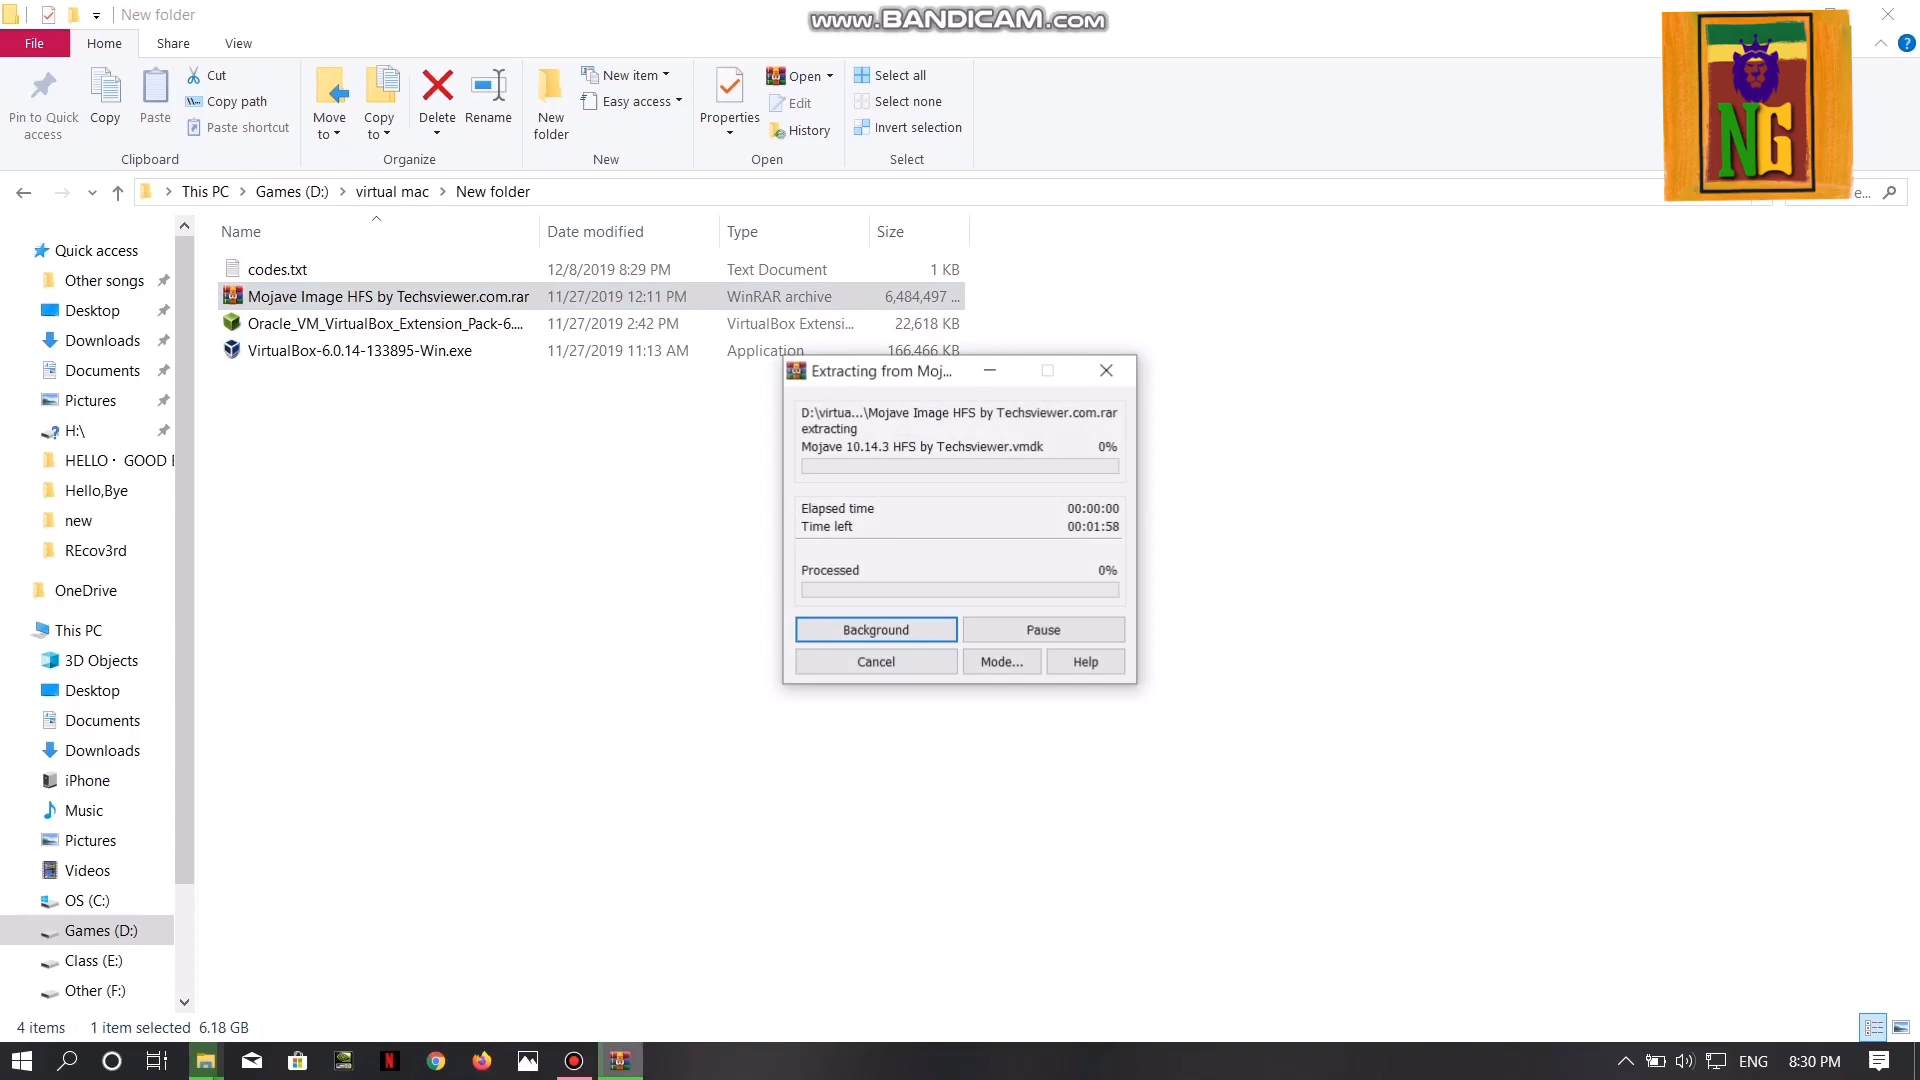 New folder
www.BANDICAM.com
File
Home
Share
View
Pin to Quick access
Copy
Paste
Cut
Copy path
Paste shortcut
Clipboard
Move to
Copy to
Delete
Rename
Organize
New folder
New item
Easy access
New
Properties
Open
Edit
History
Open
Select all
Select none
Invert selection
Select
NG
This PC
Games (D:)
virtual mac
New folder
e...
Name
Date modified
Type
Size
codes.txt
12/8/2019 8:29 PM
Text Document
1 KB
Mojave Image HFS by Techsviewer.com.rar
11/27/2019 12:11 PM
WinRAR archive
6,484,497 ...
Oracle_VM_VirtualBox_Extension_Pack-6....
11/27/2019 2:42 PM
VirtualBox Extensi...
22,618 KB
VirtualBox-6.0.14-133895-Win.exe
11/27/2019 11:13 AM
Application
166,466 KB
Quick access
Other songs
Desktop
Downloads
Documents
Pictures
H:\
HELLO · GOOD
Hello,Bye
new
REcov3rd
OneDrive
This PC
3D Objects
Desktop
Documents
Downloads
iPhone
Music
Pictures
Videos
OS (C:)
Games (D:)
Class (E:)
Other (F:)
Extracting from Moj...
D:\virtua...\Mojave Image HFS by Techsviewer.com.rar
extracting
Mojave 10.14.3 HFS by Techsviewer.vmdk
0%
Elapsed time
00:00:00
Time left
00:01:58
Processed
0%
Background
Pause
Cancel
Mode...
Help
4 items
1 item selected 6.18 GB
ENG
8:30 PM